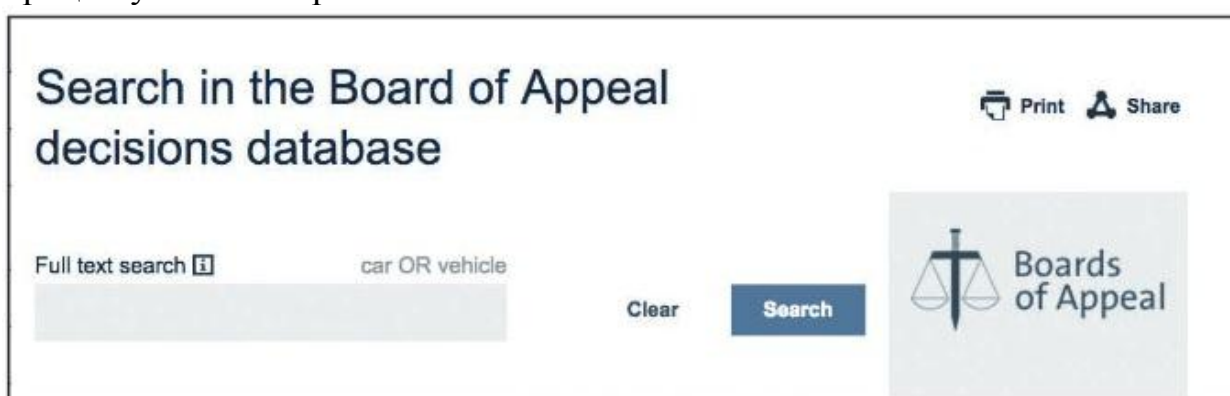 Search in the Board of Appeal
decisions database
Print Share
Full text search i car OR vehicle
Clear Search
Boards
of Appeal